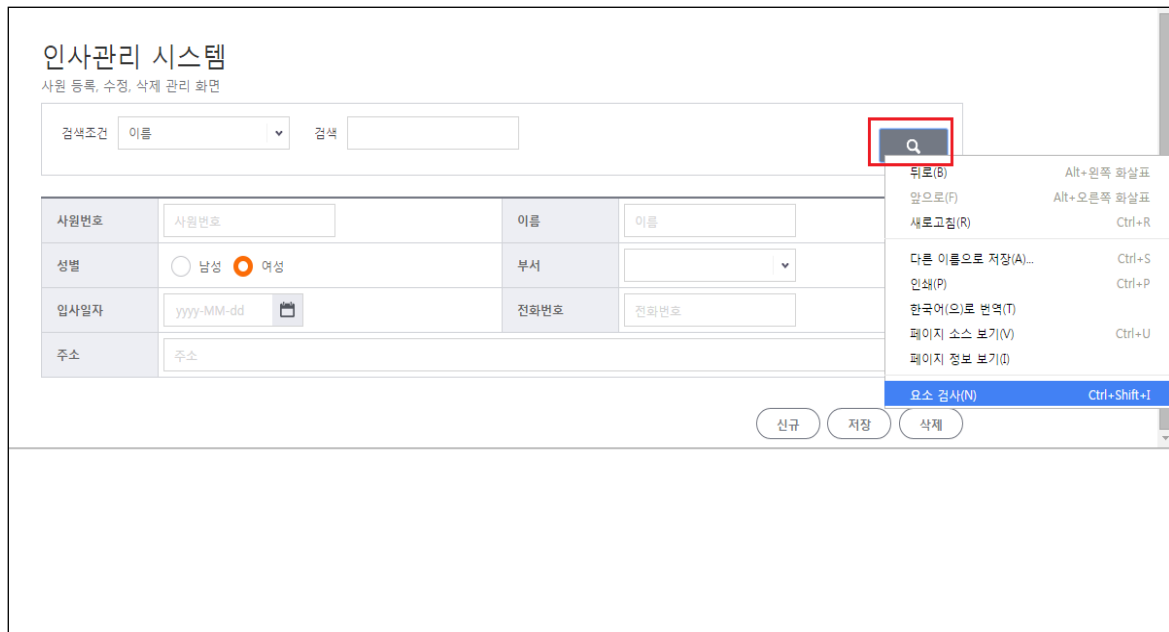 인사관리 시스템
사원 등록, 수정, 삭제 관리 화면
검색조건 이름 검색
사원번호 사원번호 이름 이름
성별 남성 여성 부서
입사일자 yyyy-MM-dd 전화번호 전화번호
주소 주소
신규 저장 삭제
뒤로(B) Alt+왼쪽 화살표
앞으로(F) Alt+오른쪽 화살표
새로고침(R) Ctrl+R
다른 이름으로 저장(A)... Ctrl+S
인쇄(P) Ctrl+P
한국어(으)로 번역(T)
페이지 소스 보기(V) Ctrl+U
페이지 정보 보기(I)
요소 검사(N) Ctrl+Shift+I